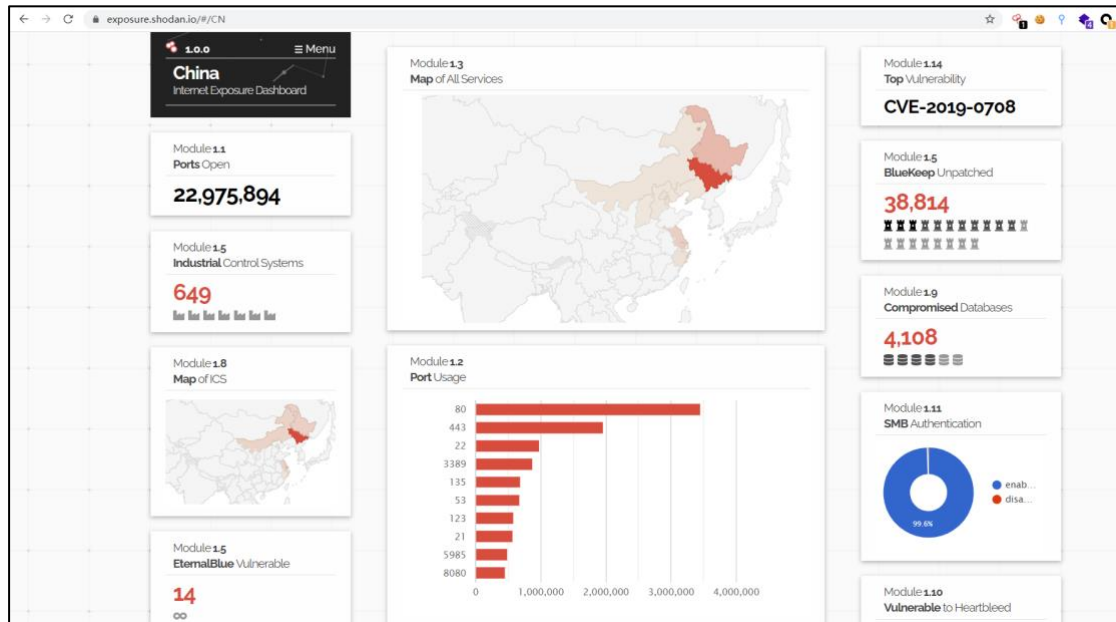 exposure.shodan.io/#/CN
1
4
1.0.0
☰ Menu
China
Internet Exposure Dashboard
Module 1.1
Ports Open
22,975,894
Module 1.5
Industrial Control Systems
649
Module 1.8
Map of ICS
Module 1.5
EternalBlue Vulnerable
14
Module 1.3
Map of All Services
Module 1.2
Port Usage
80
443
22
3389
135
53
123
21
5985
8080
0 1,000,000 2,000,000 3,000,000 4,000,000
Module 1.14
Top Vulnerability
CVE-2019-0708
Module 1.5
BlueKeep Unpatched
38,814
Module 1.9
Compromised Databases
4,108
Module 1.11
SMB Authentication
enab...
disa...
99.6%
Module 1.10
Vulnerable to Heartbleed